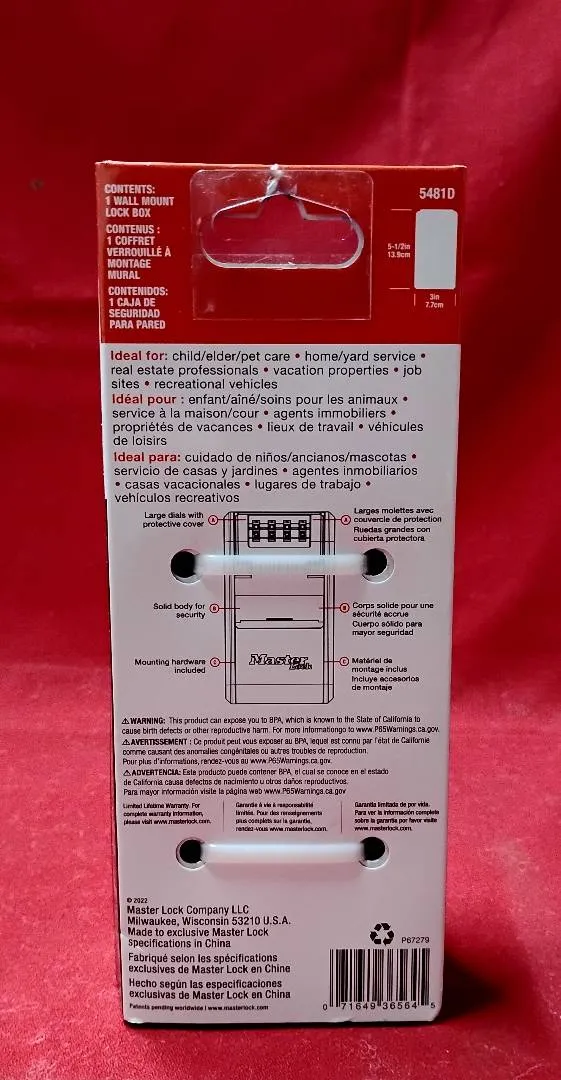 CONTENTS:
1 WALL MOUNT
LOCK BOX
CONTENUS :
1 COFFRET
VERROUILLÉ À
MONTAGE
MURAL
CONTENIDOS:
1 CAJA DE
SEGURIDAD
PARA PARED
5481D
5-1/2in
13.9cm
3in
7.7cm
Ideal for: child/elder/pet care • home/yard service •
real estate professionals • vacation properties • job
sites • recreational vehicles
Idéal pour : enfant/aîné/soins pour les animaux •
service à la maison/cour • agents immobiliers •
propriétés de vacances • lieux de travail • véhicules
de loisirs
Ideal para: cuidado de niños/ancianos/mascotas •
servicio de casas y jardines • agentes inmobiliarios
• casas vacacionales • lugares de trabajo •
vehículos recreativos
Large dials with
protective cover
A
A
Larges molettes avec
couvercle de protection
Ruedas grandes con
cubierta protectora
Solid body for
security
B
B
Corps solide pour une
sécurité accrue
Cuerpo sólido para
mayor seguridad
Mounting hardware
included
C
C
Matériel de
montage inclus
Incluye accesorios
de montaje
Master
Lock
⚠WARNING: This product can expose you to BPA, which is known to the State of California to
cause birth defects or other reproductive harm. For more informationgo to www.P65Warnings.ca.gov.
⚠AVERTISSEMENT : Ce produit peut vous exposer au BPA, lequel est connu par l'état de Californie
comme causant des anomalies congénitales ou autres troubles de reproduction.
Pour plus d'informations, rendez-vous au www.P65Warnings.ca.gov.
⚠ADVERTENCIA: Este producto puede contener BPA, el cual se conoce en el estado
de California causa defectos de nacimiento u otros daños reproductivos.
Para mayor información visite la página web www.P65Warnings.ca.gov
Limited Lifetime Warranty. For
complete warranty information,
please visit www.masterlock.com.
Garantie à vie à responsabilité
limitée. Pour des renseignements
plus complets sur la garantie,
rendez-vous www.masterlock.com.
Garantía limitada de por vida.
Para ver la información completa
sobre la garantía por favor visite
www.masterlock.com.
© 2022
Master Lock Company LLC
Milwaukee, Wisconsin 53210 U.S.A.
Made to exclusive Master Lock
specifications in China
Fabriqué selon les spécifications
exclusives de Master Lock en Chine
Hecho según las especificaciones
exclusivas de Master Lock en China
Patents pending worldwide | www.masterlock.com
P67279
0 71649 36564 5